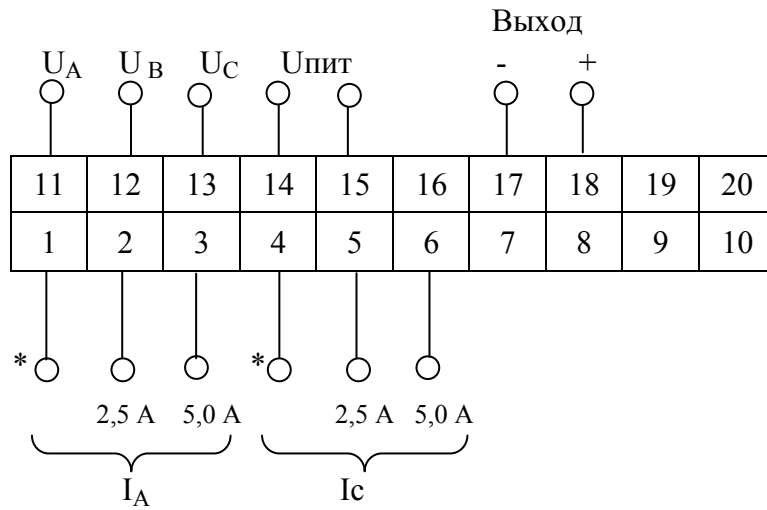 Выход
U_A U_B U_C Uпит - +
11 12 13 14 15 16 17 18 19 20
1 2 3 4 5 6 7 8 9 10
* *
2,5 А 5,0 А 2,5 А 5,0 А
I_A Ic